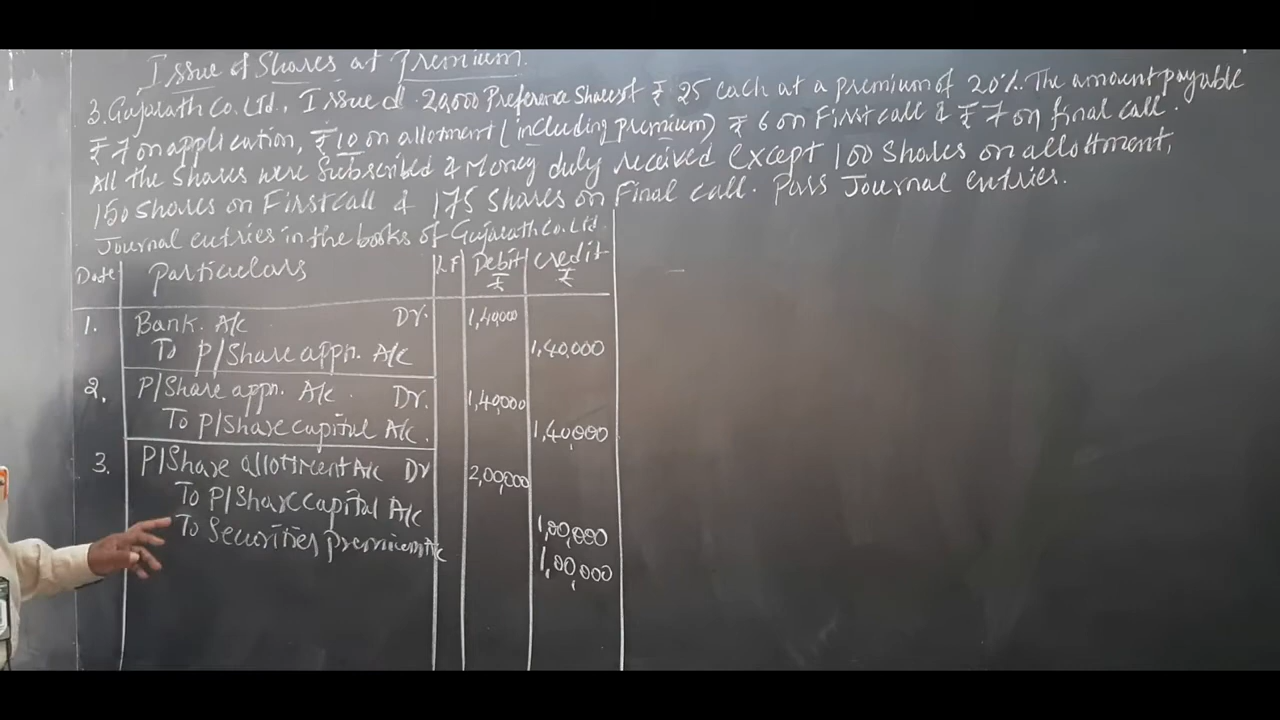 Issue of Shares at Premium.
3. Gujarath Co. Ltd., Issued 20,000 Preference Shares of ₹ 25 each at a premium of 20%. The amount payable
₹ 7 on application, ₹ 10 on allotment (including premium) ₹ 6 on First call & ₹ 7 on final call.
All the Shares were Subscribed & Money duly received Except 100 Shares on allottment,
150 Shares on First call & 175 Shares on Final call. Pass Journal entries.
Journal entries in the books of Gujarath Co. Ltd.
Date Particulars L.F Debit ₹ Credit ₹
1. Bank. A/c Dr. 1,40,000
To P/Share appn. A/c 1,40,000
2. P/Share appn. A/c. Dr. 1,40,000
To P/Share capital A/c. 1,40,000
3. P/Share allottment A/c Dr 2,00,000
To P/Share capital A/c 1,00,000
To Securities premium A/c 1,00,000